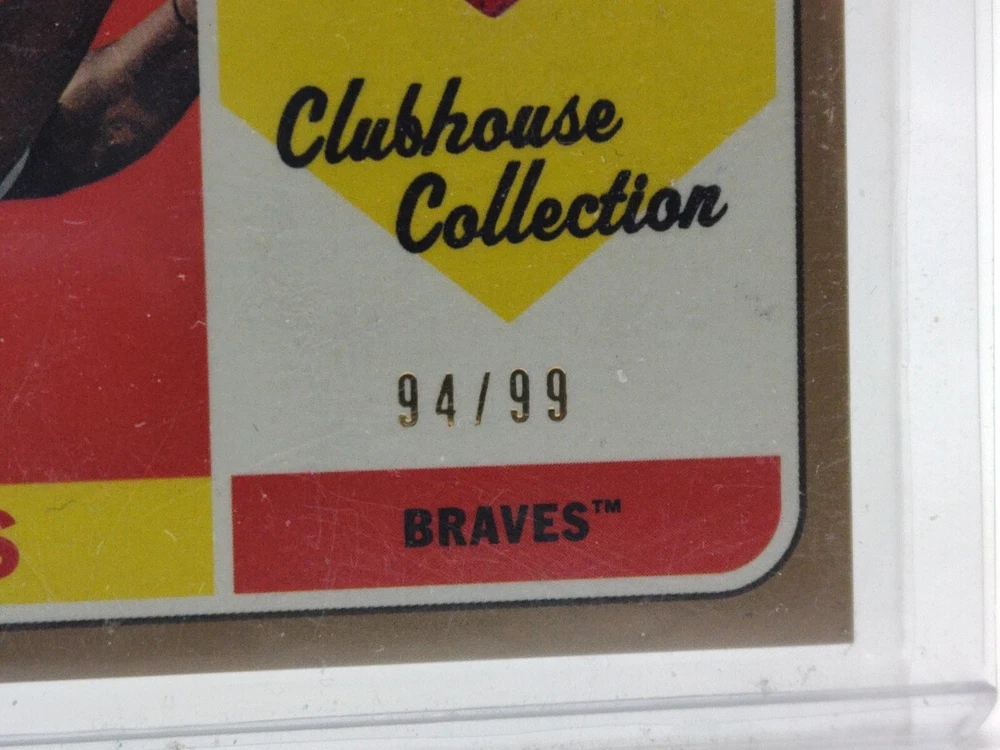 Clubhouse
Collection
94/99
S
BRAVES™